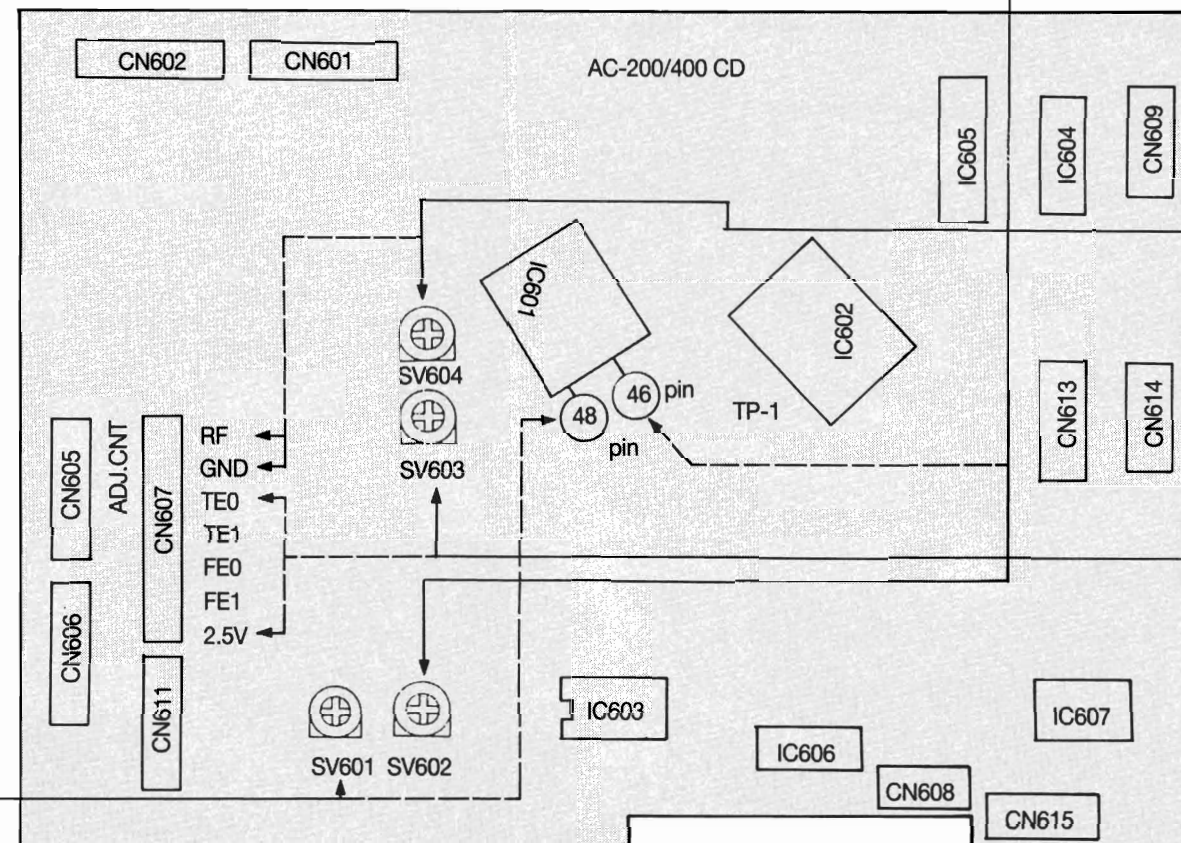 CN602
CN601
AC-200/400 CD
IC605
IC604
CN609
IC601
IC602
SV604
46 pin
TP-1
48
pin
SV603
CN613
CN614
CN605
ADJ.CNT
CN607
RF
GND
TE0
TE1
FE0
FE1
2.5V
CN606
CN611
SV601
SV602
IC603
IC606
IC607
CN608
CN615